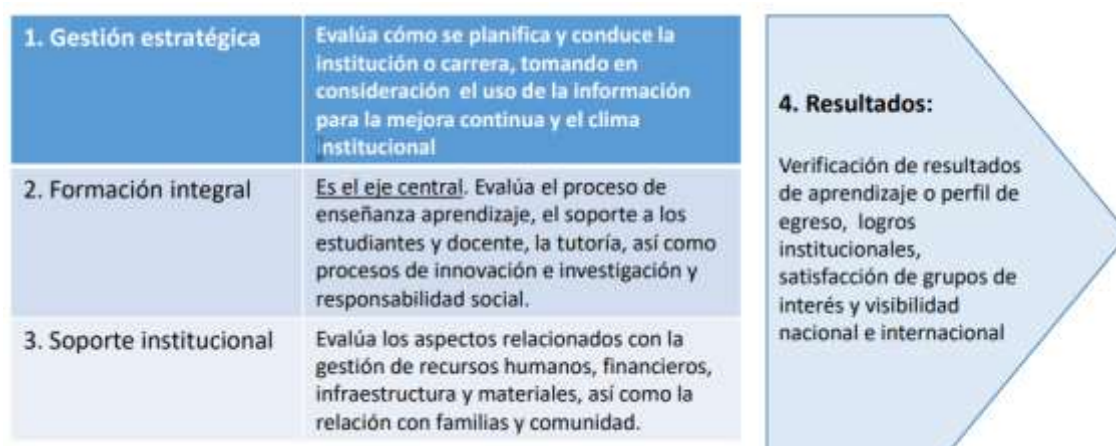 1. Gestión estratégica
Evalúa cómo se planifica y conduce la
institución o carrera, tomando en
consideración el uso de la información
para la mejora continua y el clima
nstitucional
2. Formación integral
Es el eje central. Evalúa el proceso de
enseñanza aprendizaje, el soporte a los
estudiantes y docente, la tutoría, así como
procesos de innovación e investigación y
responsabilidad social.
3. Soporte institucional
Evalúa los aspectos relacionados con la
gestión de recursos humanos, financieros,
infraestructura y materiales, así como la
relación con familias y comunidad.
4. Resultados:
Verificación de resultados
de aprendizaje o perfil de
egreso, logros
institucionales,
satisfacción de grupos de
interés y visibilidad
nacional e internacional